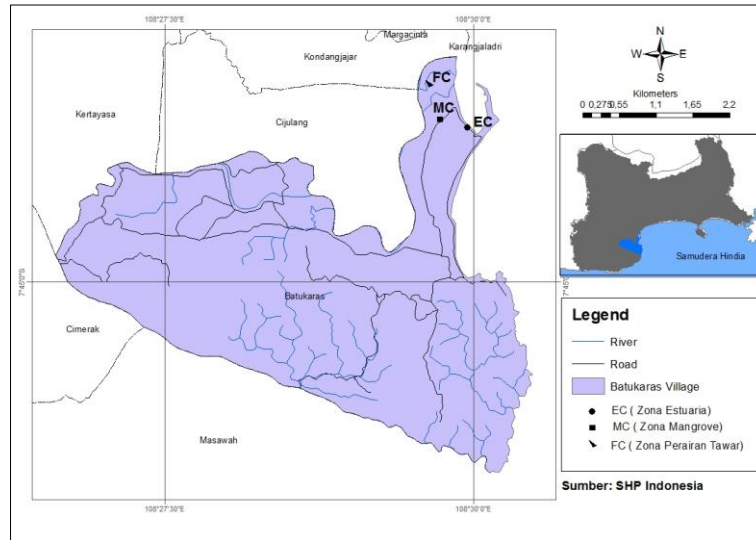 108°27'30"E
108°30'0"E
Margacinta
Karangjaladri
Kondangjajar
FC
Kertayasa
MC
EC
Cijulang
7°45'0"S
Batukaras
Cimerak
Masawah
108°27'30"E
108°30'0"E
N
W E
S
Kilometers
0 0,275 0,55 1,1 1,65 2,2
Samudera Hindia
Legend
River
Road
Batukaras Village
EC ( Zona Estuaria)
MC ( Zona Mangrove)
FC ( Zona Perairan Tawar)
Sumber: SHP Indonesia